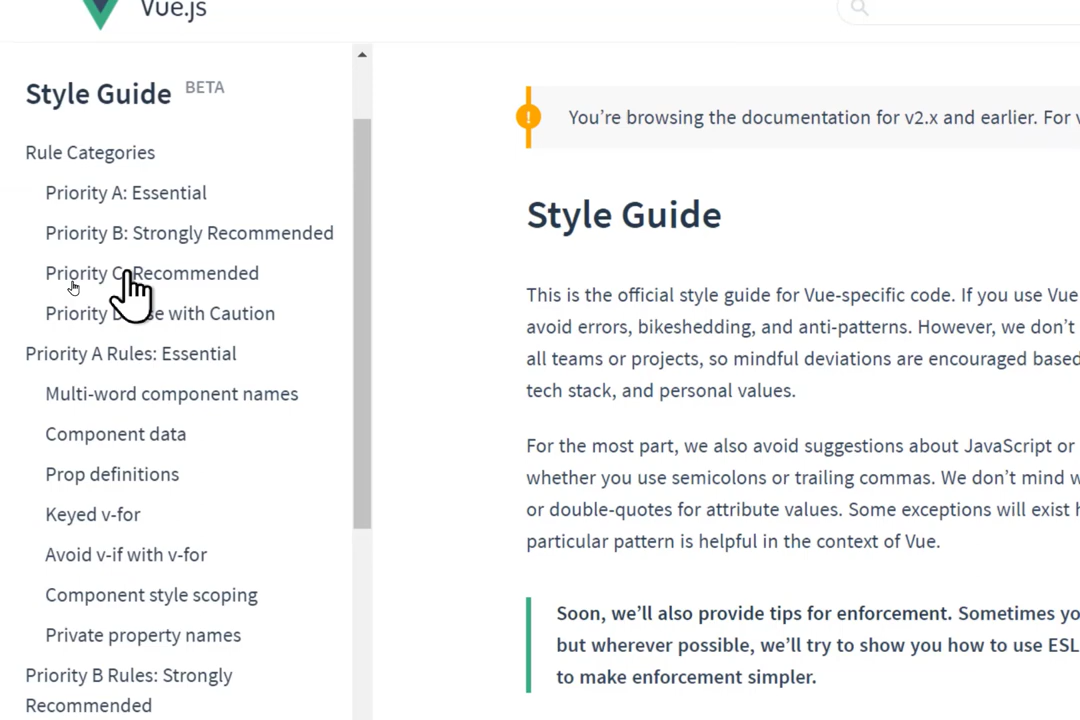 Vue.js
Style Guide BETA
Rule Categories
Priority A: Essential
Priority B: Strongly Recommended
Priority C: Recommended
Priority D: Use with Caution
Priority A Rules: Essential
Multi-word component names
Component data
Prop definitions
Keyed v-for
Avoid v-if with v-for
Component style scoping
Private property names
Priority B Rules: Strongly
Recommended
!
You’re browsing the documentation for v2.x and earlier. For v
Style Guide
This is the official style guide for Vue-specific code. If you use Vue
avoid errors, bikeshedding, and anti-patterns. However, we don’t
all teams or projects, so mindful deviations are encouraged based
tech stack, and personal values.
For the most part, we also avoid suggestions about JavaScript or
whether you use semicolons or trailing commas. We don’t mind w
or double-quotes for attribute values. Some exceptions will exist h
particular pattern is helpful in the context of Vue.
Soon, we’ll also provide tips for enforcement. Sometimes yo
but wherever possible, we’ll try to show you how to use ESL
to make enforcement simpler.